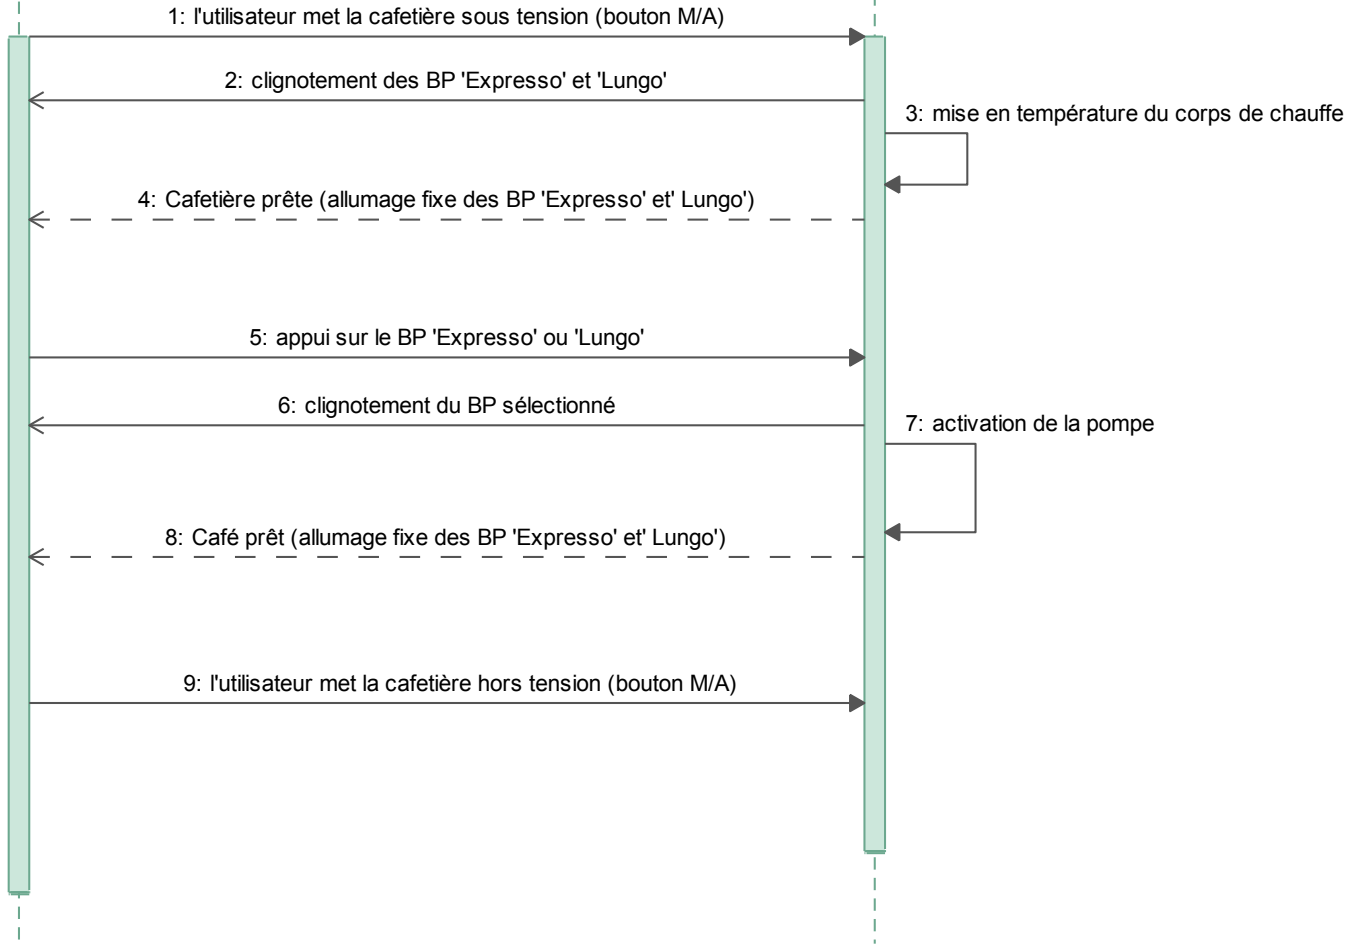 1: l'utilisateur met la cafetière sous tension (bouton M/A)
2: clignotement des BP 'Expresso' et 'Lungo'
3: mise en température du corps de chauffe
4: Cafetière prête (allumage fixe des BP 'Expresso' et' Lungo')
5: appui sur le BP 'Expresso' ou 'Lungo'
6: clignotement du BP sélectionné
7: activation de la pompe
8: Café prêt (allumage fixe des BP 'Expresso' et' Lungo')
9: l'utilisateur met la cafetière hors tension (bouton M/A)